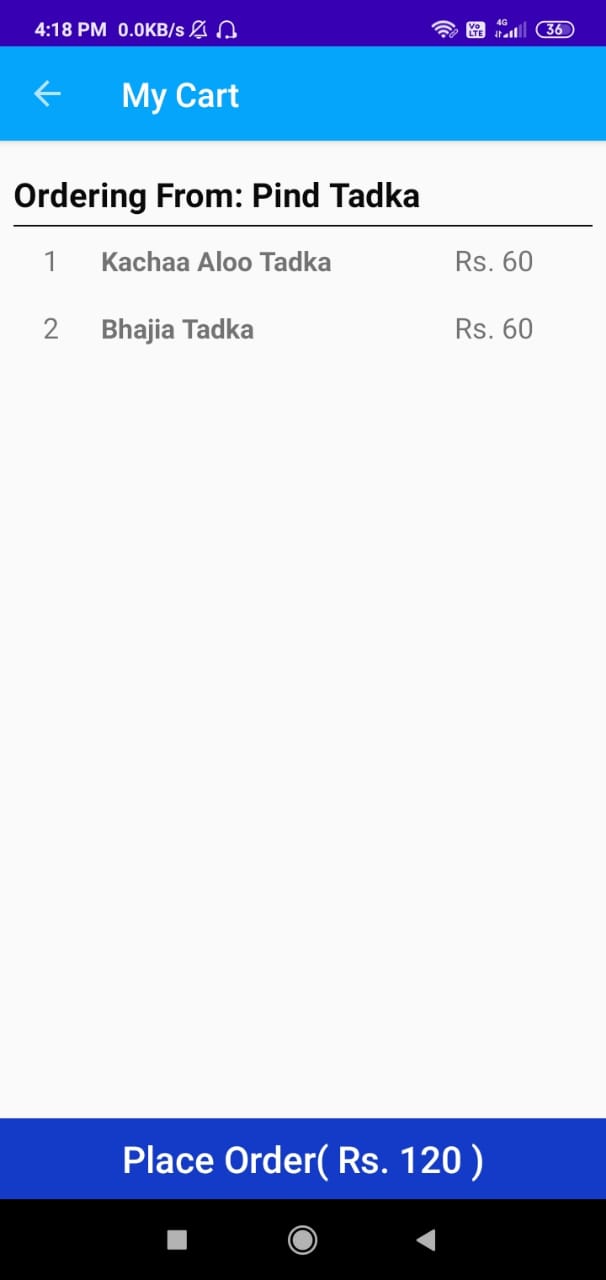 4:18 PM 0.0KB/s Vo LTE 4G 36
My Cart
Ordering From: Pind Tadka
1 Kachaa Aloo Tadka Rs. 60
2 Bhajia Tadka Rs. 60
Place Order( Rs. 120 )